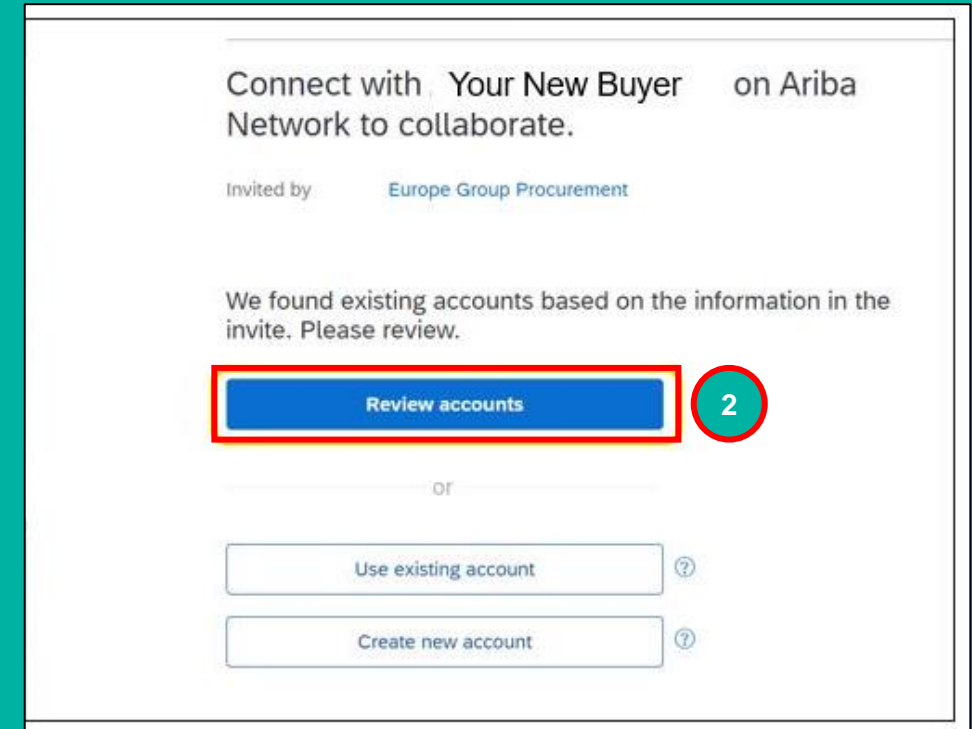 Connect with Your New Buyer on Ariba
Network to collaborate.
Invited by Europe Group Procurement
We found existing accounts based on the information in the
invite. Please review.
Review accounts
2
or
Use existing account
?
Create new account
?